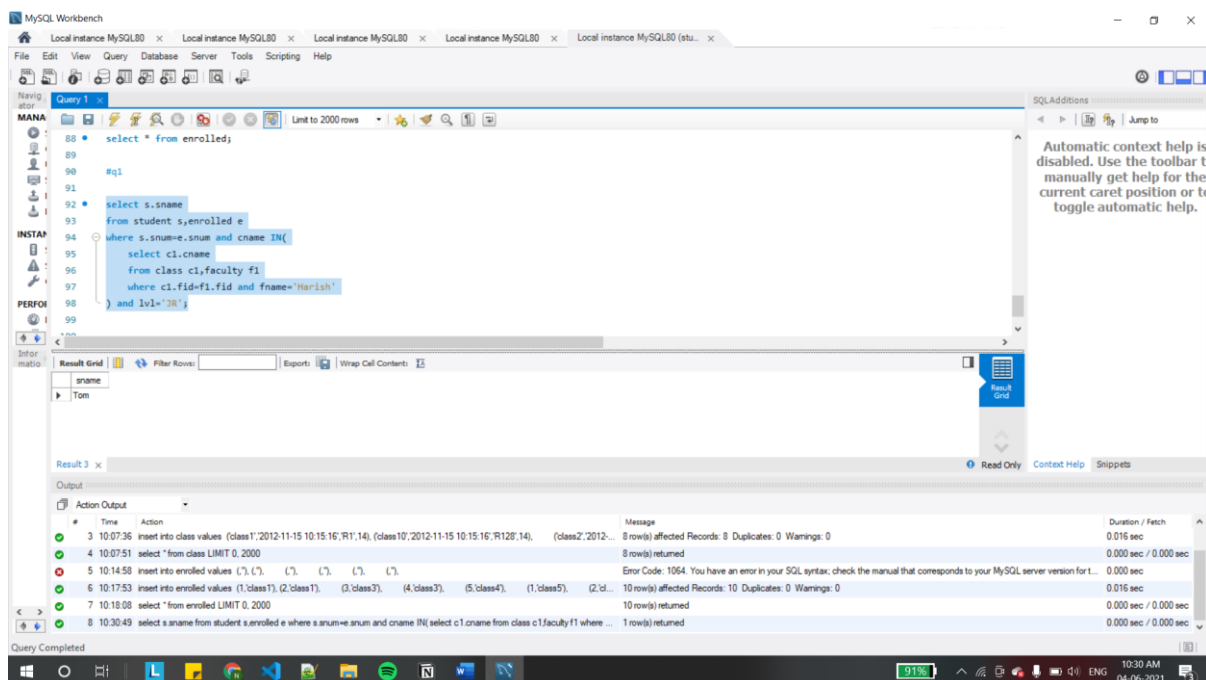 MySQL Workbench
Local instance MySQL80 × Local instance MySQL80 × Local instance MySQL80 × Local instance MySQL80 × Local instance MySQL80 (stu... ×
File Edit View Query Database Server Tools Scripting Help
Navig
ator
Query 1 ×
SQLAdditions
MANA
Limit to 2000 rows
Jump to
88 select * from enrolled;
89
90 #q1
91
92 select s.sname
93 from student s,enrolled e
94 where s.snum=e.snum and cname IN(
95 select c1.cname
96 from class c1,faculty f1
97 where c1.fid=f1.fid and fname='Harish'
98 ) and lvl='JR';
99
INSTAN
PERFOR
Infor
matio
Automatic context help is
disabled. Use the toolbar t
manually get help for the
current caret position or to
toggle automatic help.
Result Grid Filter Rows: Export: Wrap Cell Content:
sname
Tom
Result
Grid
Result 3 ×
Read Only Context Help Snippets
Output
Action Output
# Time Action Message Duration / Fetch
3 10:07:36 insert into class values ('class1','2012-11-15 10:15:16','R1',14), ('class10','2012-11-15 10:15:16','R128',14), ('class2','2012-... 8 row(s) affected Records: 8 Duplicates: 0 Warnings: 0 0.016 sec
4 10:07:51 select * from class LIMIT 0, 2000 8 row(s) returned 0.000 sec / 0.000 sec
5 10:14:58 insert into enrolled values (,''), (,''), (,''), (,''), (,''), (,''). Error Code: 1064. You have an error in your SQL syntax; check the manual that corresponds to your MySQL server version for t... 0.000 sec
6 10:17:53 insert into enrolled values (1,'class1'), (2,'class1'), (3,'class3'), (4,'class3'), (5,'class4'), (1,'class5'), (2,'cl... 10 row(s) affected Records: 10 Duplicates: 0 Warnings: 0 0.016 sec
7 10:18:08 select * from enrolled LIMIT 0, 2000 10 row(s) returned 0.000 sec / 0.000 sec
8 10:30:49 select s.sname from student s,enrolled e where s.snum=e.snum and cname IN( select c1.cname from class c1,faculty f1 where ... 1 row(s) returned 0.000 sec / 0.000 sec
Query Completed
91% ENG 10:30 AM
04-06-2021